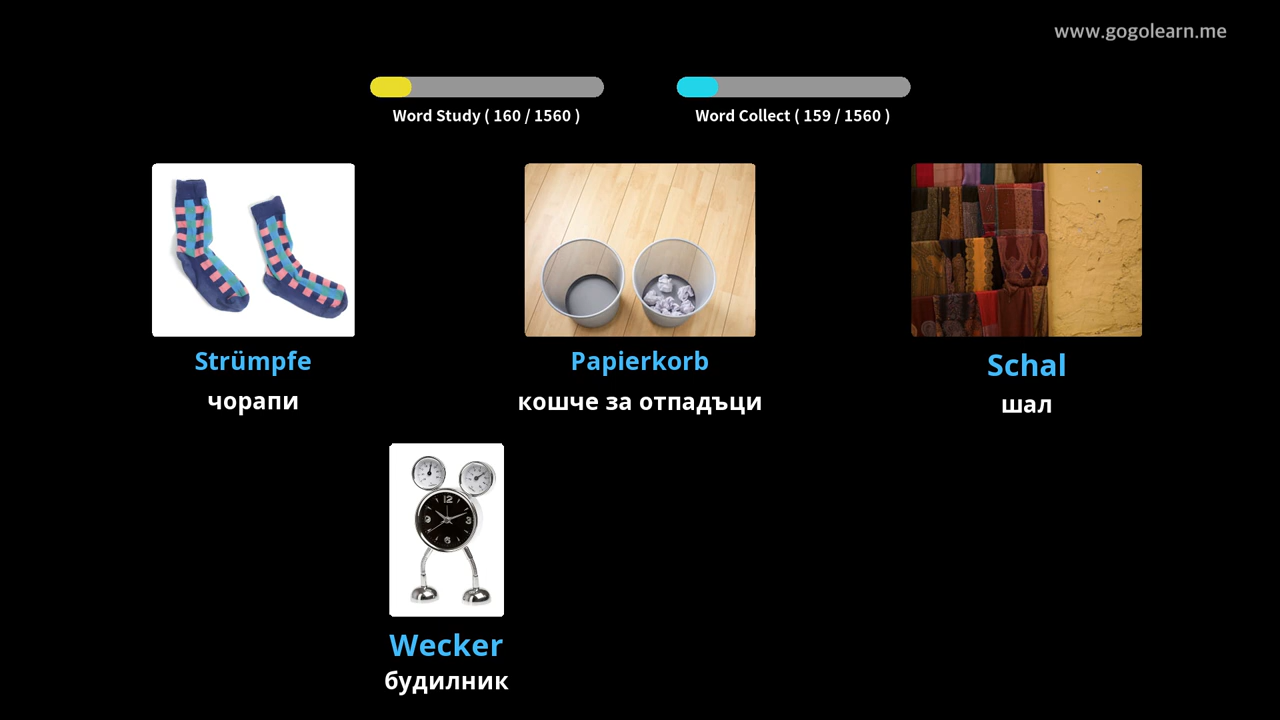 www.gogolearn.me
Word Study ( 160 / 1560 )
Word Collect ( 159 / 1560 )
Strümpfe
Papierkorb
Schal
чорапи
кошче за отпадъци
шал
Wecker
будилник